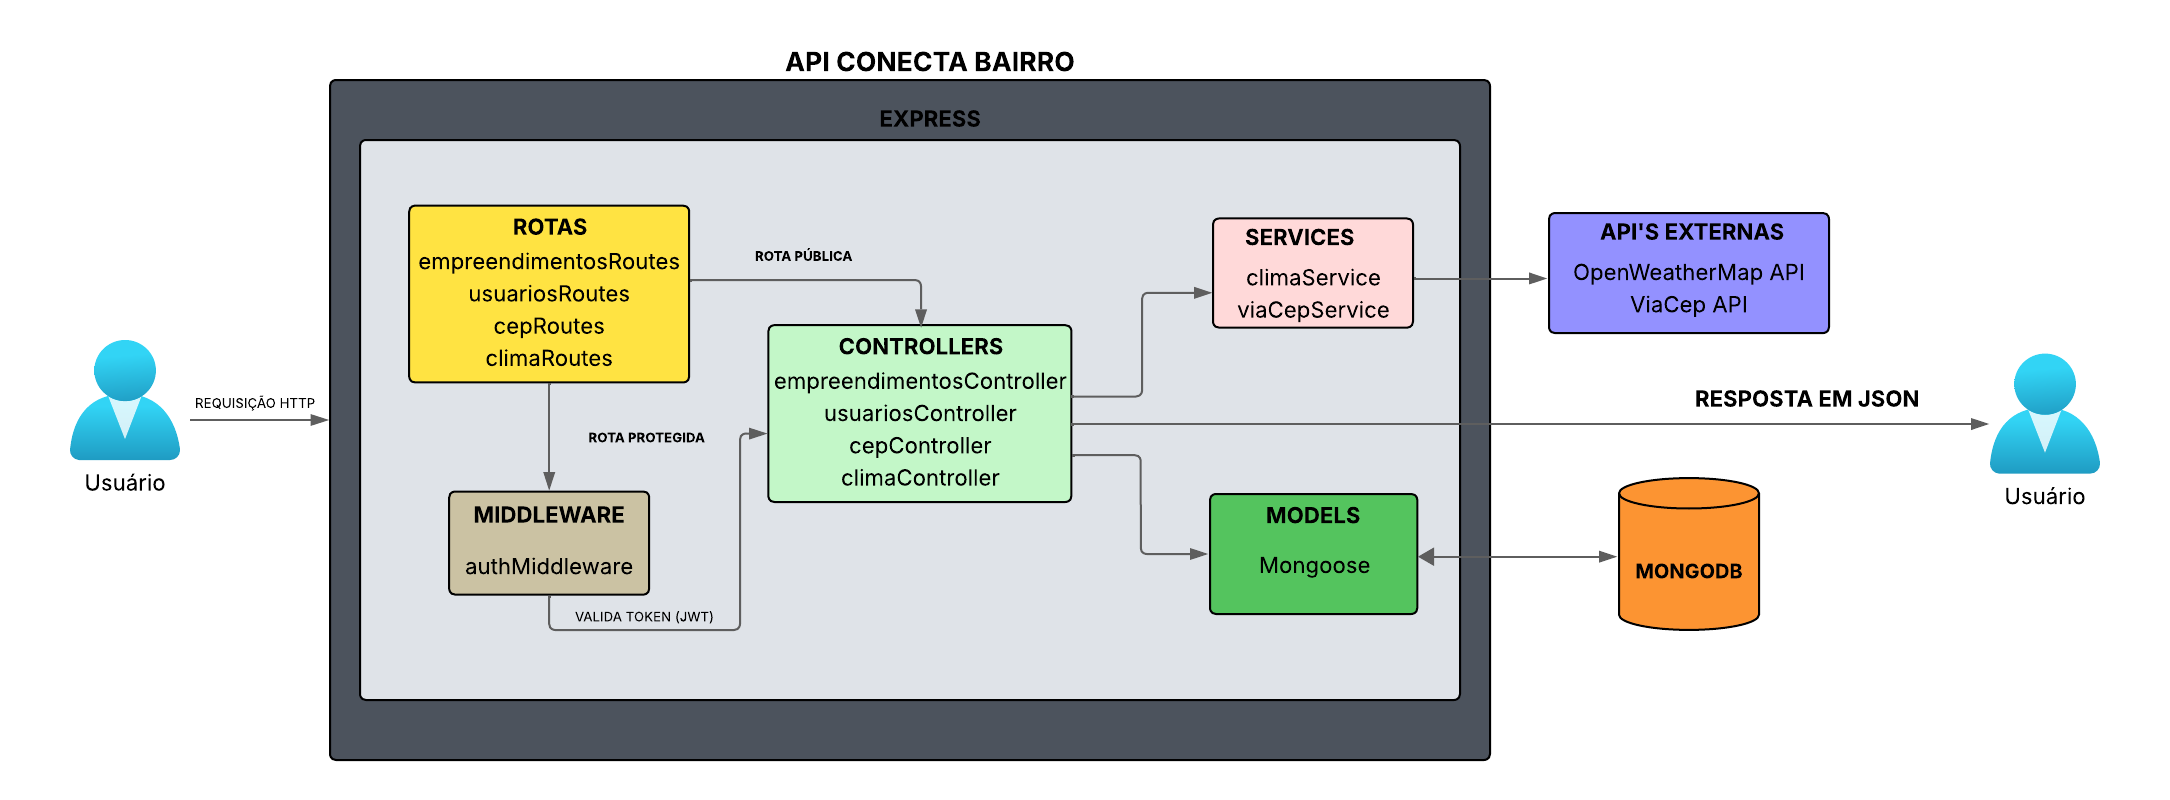 API CONECTA BAIRRO
EXPRESS
REQUISIÇÃO HTTP
Usuário
ROTAS
empreendimentosRoutes
usuariosRoutes
cepRoutes
climaRoutes
ROTA PÚBLICA
ROTA PROTEGIDA
MIDDLEWARE
authMiddleware
VALIDA TOKEN (JWT)
CONTROLLERS
empreendimentosController
usuariosController
cepController
climaController
SERVICES
climaService
viaCepService
MODELS
Mongoose
API'S EXTERNAS
OpenWeatherMap API
ViaCep API
RESPOSTA EM JSON
MONGODB
Usuário